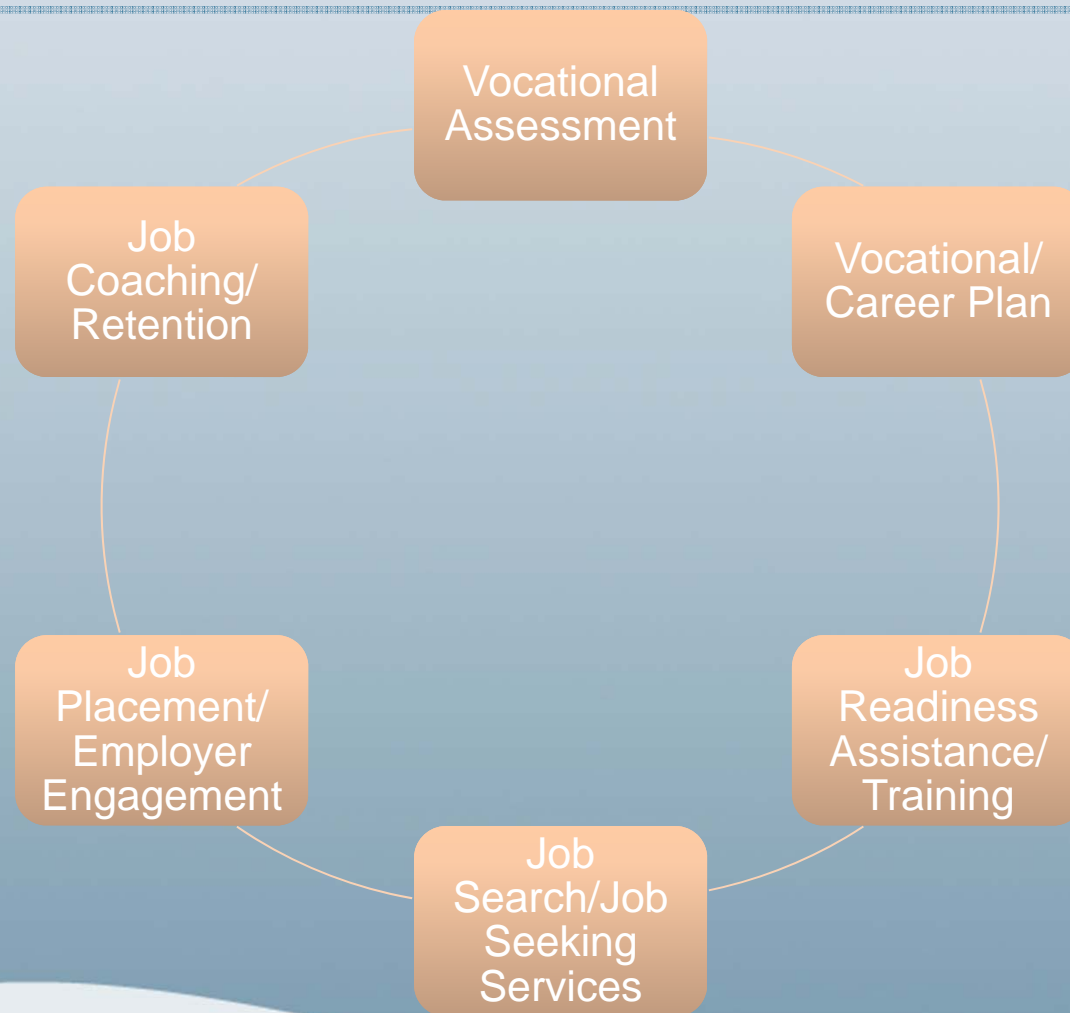 Vocational
Assessment
Vocational/
Career Plan
Job
Readiness
Assistance/
Training
Job
Search/Job
Seeking
Services
Job
Placement/
Employer
Engagement
Job
Coaching/
Retention